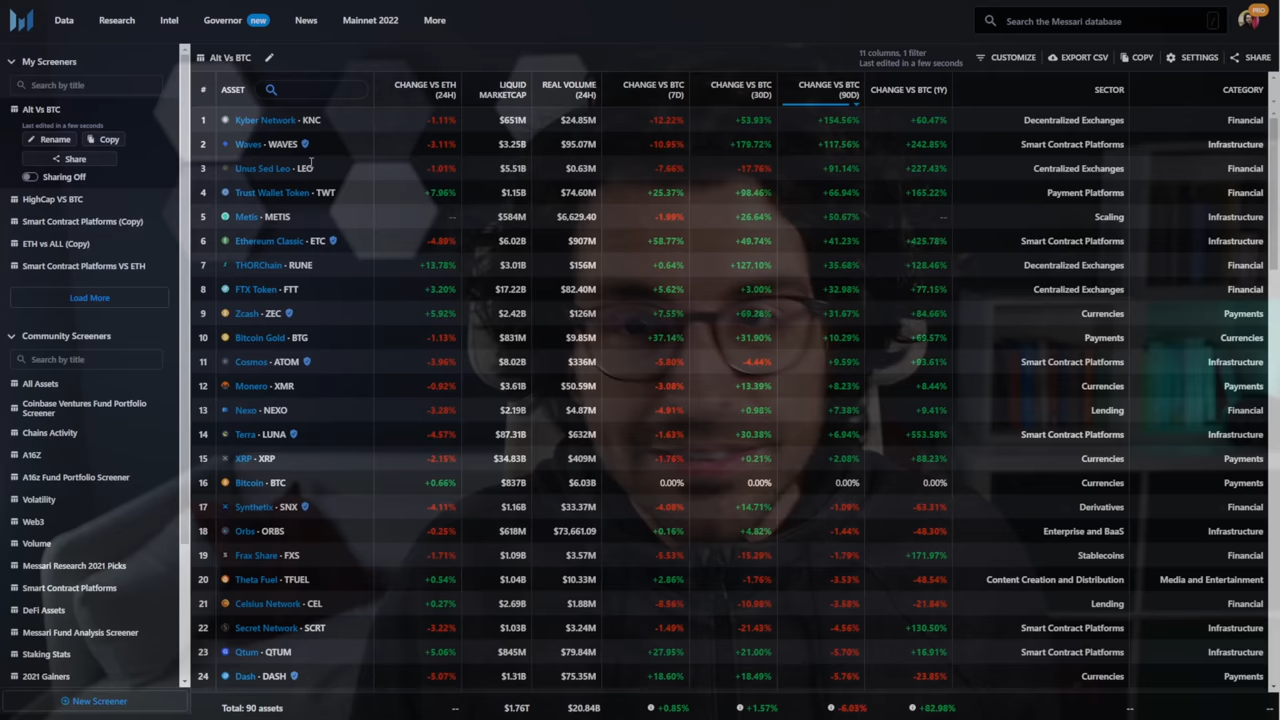 Data Research Intel Governor new News Mainnet 2022 More Search the Messari database / PRO
My Screeners
Search by title
Alt Vs BTC
Last edited in a few seconds
Rename Copy
Share
Sharing Off
HighCap VS BTC
Smart Contract Platforms (Copy)
ETH vs ALL (Copy)
Smart Contract Platforms VS ETH
Load More
Community Screeners
Search by title
All Assets
Coinbase Ventures Fund Portfolio
Screener
Chains Activity
A16Z
A16z Fund Portfolio Screener
Volatility
Web3
Volume
Messari Research 2021 Picks
Smart Contract Platforms
DeFi Assets
Messari Fund Analysis Screener
Staking Stats
2021 Gainers
New Screener
Alt Vs BTC
11 columns, 1 filter
Last edited in a few seconds
CUSTOMIZE EXPORT CSV COPY SETTINGS SHARE
# ASSET CHANGE VS ETH (24H) LIQUID MARKETCAP REAL VOLUME (24H) CHANGE VS BTC (7D) CHANGE VS BTC (30D) CHANGE VS BTC (90D) CHANGE VS BTC (1Y) SECTOR CATEGORY
1 Kyber Network · KNC -1.11% $651M $24.85M -12.22% +53.93% +154.56% +60.47% Decentralized Exchanges Financial
2 Waves · WAVES -3.11% $3.25B $95.07M -10.95% +179.72% +117.56% +242.85% Smart Contract Platforms Infrastructure
3 Unus Sed Leo · LEO -1.01% $5.51B $0.63M -7.66% -17.76% +91.14% +227.43% Centralized Exchanges Financial
4 Trust Wallet Token · TWT +7.96% $1.15B $74.60M +25.37% +98.46% +66.94% +165.22% Payment Platforms Financial
5 Metis · METIS -- $584M $6,629.40 -1.99% +26.64% +50.67% -- Scaling Infrastructure
6 Ethereum Classic · ETC -4.89% $6.02B $907M +58.77% +49.74% +41.23% +425.78% Smart Contract Platforms Infrastructure
7 THORChain · RUNE +13.78% $3.01B $156M +0.64% +127.10% +35.68% +128.46% Decentralized Exchanges Financial
8 FTX Token · FTT +3.20% $17.22B $82.40M +5.62% +3.00% +32.98% +77.15% Centralized Exchanges Financial
9 Zcash · ZEC +5.92% $2.42B $126M +7.55% +69.28% +31.67% +84.66% Currencies Payments
10 Bitcoin Gold · BTG -1.13% $831M $9.85M +37.14% +31.90% +10.29% +69.57% Payments Currencies
11 Cosmos · ATOM -3.96% $8.02B $336M -5.80% -4.44% +9.59% +93.61% Smart Contract Platforms Infrastructure
12 Monero · XMR -0.92% $3.61B $50.59M -3.08% +13.39% +8.23% +8.44% Currencies Payments
13 Nexo · NEXO -3.28% $2.19B $4.87M -4.91% +0.98% +7.38% +9.41% Lending Financial
14 Terra · LUNA -4.57% $87.31B $632M -1.63% +30.38% +6.94% +553.58% Smart Contract Platforms Infrastructure
15 XRP · XRP -2.15% $34.83B $409M -1.76% +0.21% +2.08% +88.23% Currencies Payments
16 Bitcoin · BTC +0.66% $837B $6.03B 0.00% 0.00% 0.00% 0.00% Currencies Payments
17 Synthetix · SNX -4.11% $1.16B $33.37M -4.08% +14.71% -1.09% -63.31% Derivatives Financial
18 Orbs · ORBS -0.25% $618M $73,661.09 +0.16% +4.82% -1.44% -48.30% Enterprise and BaaS Infrastructure
19 Frax Share · FXS -1.71% $1.09B $3.57M -5.53% -15.29% -1.79% +171.97% Stablecoins Financial
20 Theta Fuel · TFUEL +0.54% $1.04B $10.33M +2.86% -1.76% -3.53% -48.54% Content Creation and Distribution Media and Entertainment
21 Celsius Network · CEL +0.27% $2.69B $1.88M -8.56% -10.98% -3.58% -21.84% Lending Financial
22 Secret Network · SCRT -3.22% $1.03B $3.24M -1.49% -21.43% -4.56% +130.50% Smart Contract Platforms Infrastructure
23 Qtum · QTUM +5.06% $845M $79.84M +27.95% +21.00% -5.70% +16.91% Smart Contract Platforms Infrastructure
24 Dash · DASH -5.07% $1.31B $75.35M +18.60% +18.49% -5.76% -23.85% Currencies Payments
Total: 90 assets -- $1.76T $20.84B +0.85% +1.57% -6.03% +82.98% -- --